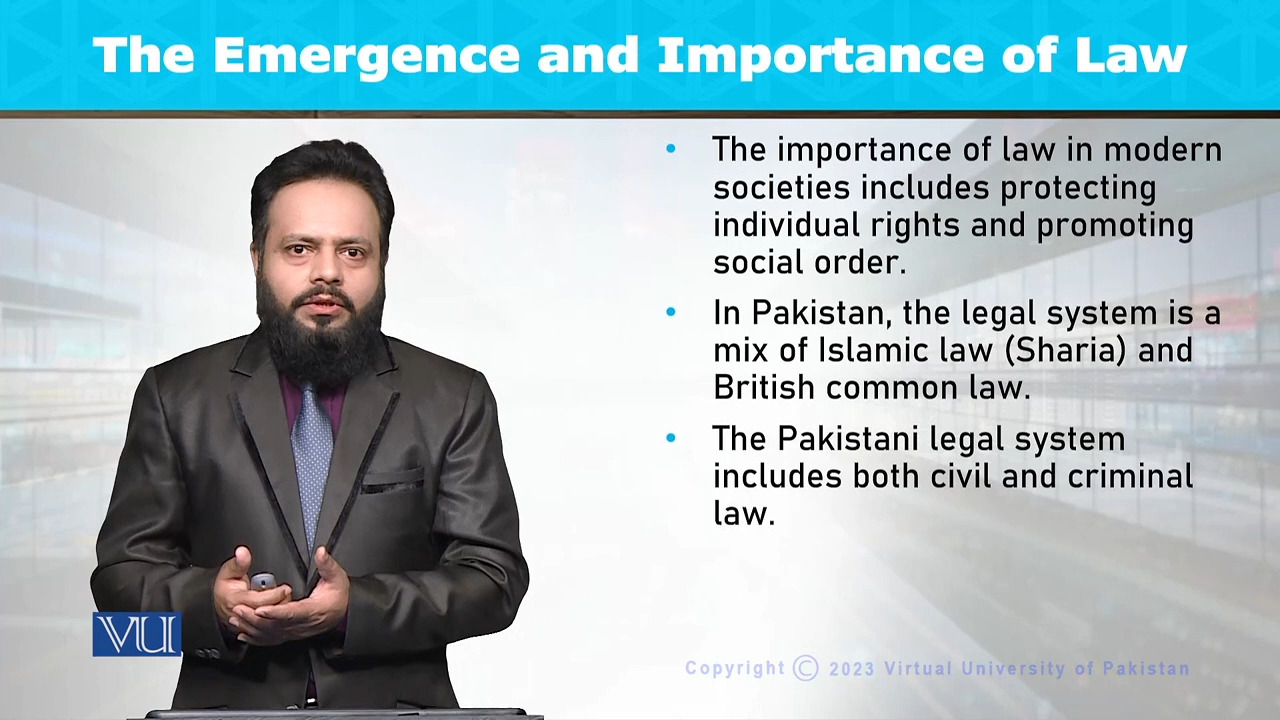 The Emergence and Importance of Law
• The importance of law in modern
societies includes protecting
individual rights and promoting
social order.
• In Pakistan, the legal system is a
mix of Islamic law (Sharia) and
British common law.
• The Pakistani legal system
includes both civil and criminal
law.
VU
Copyright © 2023 Virtual University of Pakistan